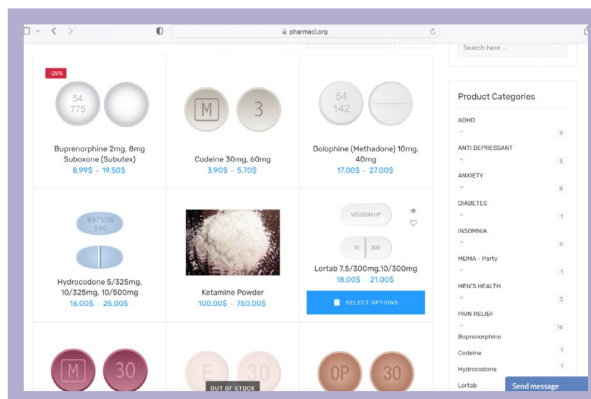 pharmaci.org
Search here ...
-26%
54
775
M
3
54
142
Buprenorphine 2mg, 8mg
Suboxone (Subutex)
8.99$ - 19.50$
Codeine 30mg, 60mg
3.90$ - 5.70$
Dolophine (Methadone) 10mg,
40mg
17.00$ - 27.00$
WATSON
540
VICODIN HP
10 300
Hydrocodone 5/325mg,
10/325mg, 10/500mg
16.00$ - 25.00$
Ketamine Powder
100.00$ - 750.00$
Lortab 7.5/300mg,10/300mg
18.00$ - 21.00$
SELECT OPTIONS
M
30
E
30
OUT OF STOCK
OP
30
Product Categories
ADHD
9
ANTI DEPRESSANT
5
ANXIETY
8
DIABETES
1
INSOMNIA
6
MDMA - Party
1
MEN'S HEALTH
3
PAIN RELIEF
16
Buprenorphine
Codeine 1
Hydrocodone 1
Lortab
Send message